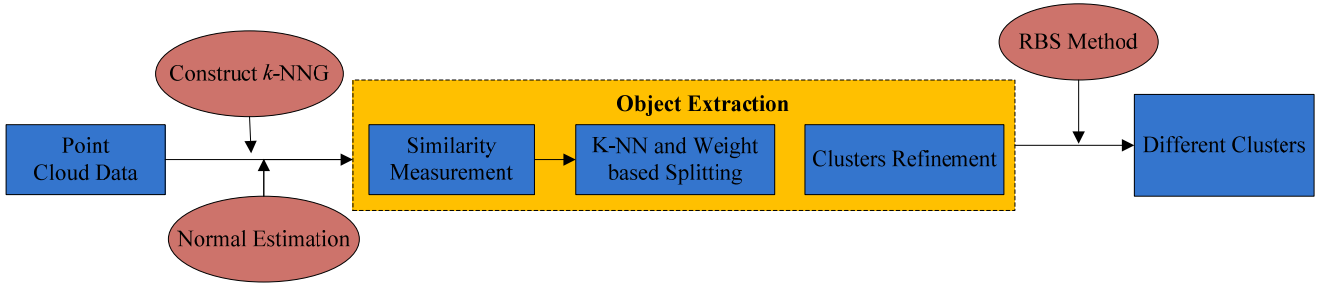 Point
Cloud Data
Construct k-NNG
Normal Estimation
Object Extraction
Similarity
Measurement
K-NN and Weight
based Splitting
Clusters Refinement
RBS Method
Different Clusters